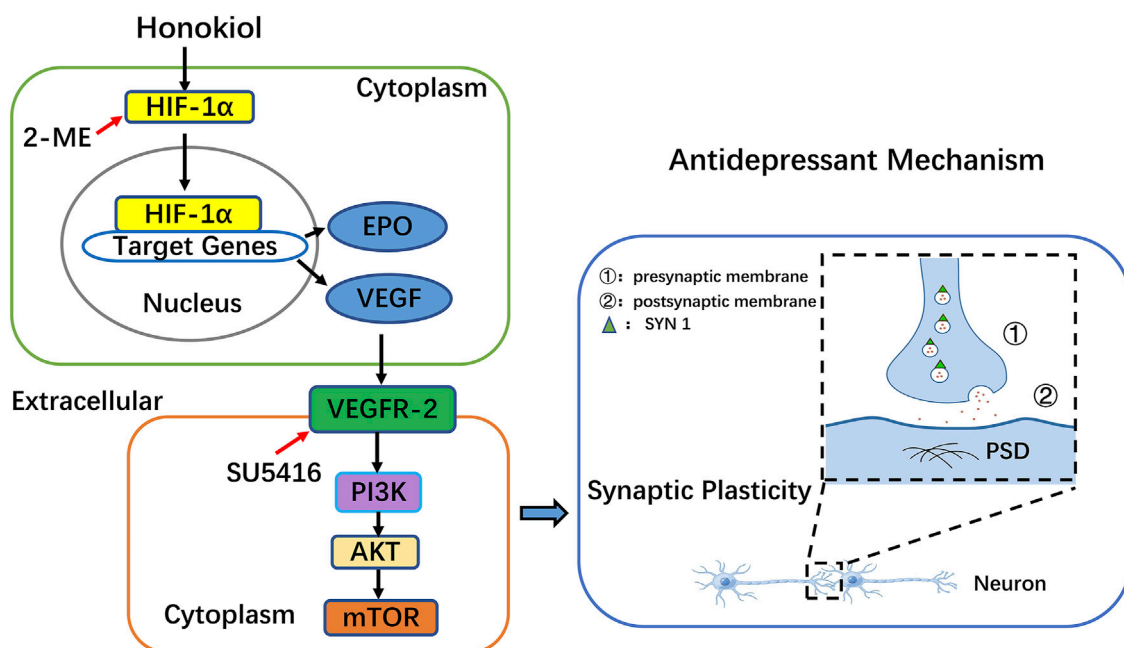 Honokiol
Cytoplasm
HIF-1α
2-ME
HIF-1α
Target Genes
Nucleus
EPO
VEGF
Extracellular
VEGFR-2
SU5416
PI3K
AKT
mTOR
Cytoplasm
Antidepressant Mechanism
①: presynaptic membrane
②: postsynaptic membrane
: SYN 1
①
②
PSD
Synaptic Plasticity
Neuron